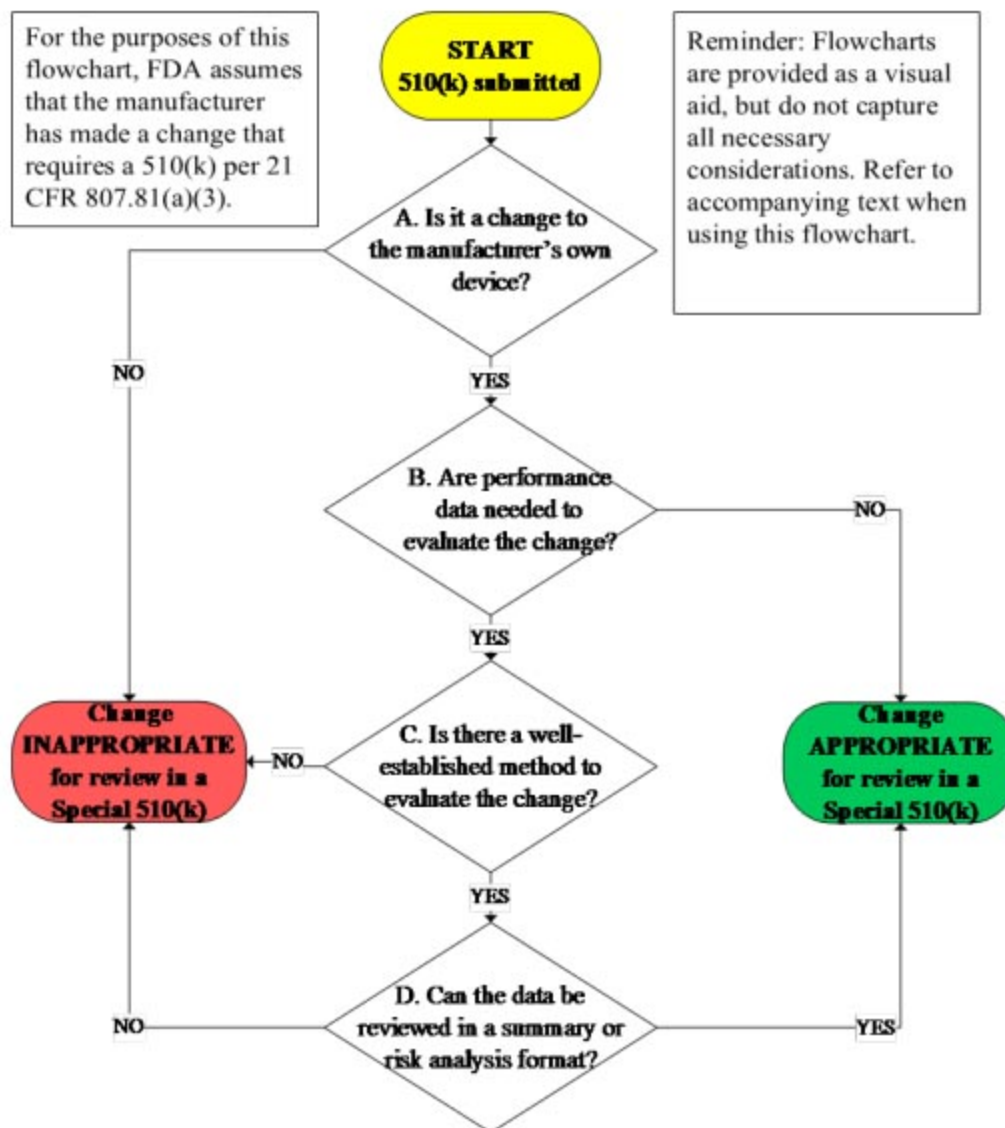 For the purposes of this
flowchart, FDA assumes
that the manufacturer
has made a change that
requires a 510(k) per 21
CFR 807.81(a)(3).
START
510(k) submitted
Reminder: Flowcharts
are provided as a visual
aid, but do not capture
all necessary
considerations. Refer to
accompanying text when
using this flowchart.
A. Is it a change to
the manufacturer's own
device?
NO
YES
B. Are performance
data needed to
evaluate the change?
NO
YES
Change
INAPPROPRIATE
for review in a
Special 510(k)
NO
C. Is there a well-
established method to
evaluate the change?
Change
APPROPRIATE
for review in a
Special 510(k)
YES
NO
D. Can the data be
reviewed in a summary or
risk analysis format?
YES